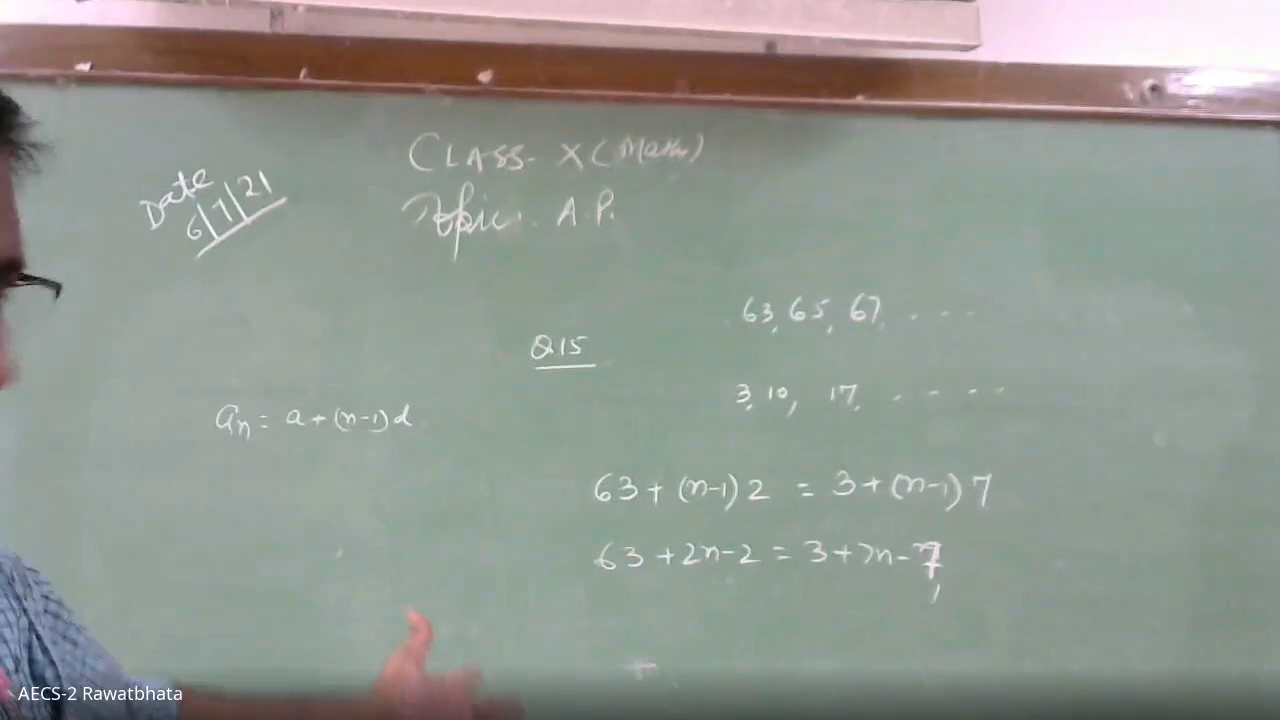 CLASS- X (Maths)
Date
6/7/21
Topic:. A.P.
63, 65, 67, . . .
Q15
3, 10, 17, - - - -
an = a + (n-1)d
63 + (n-1) 2 = 3 + (n-1) 7
63 + 2n - 2 = 3 + 7n - 7
AECS-2 Rawatbhata